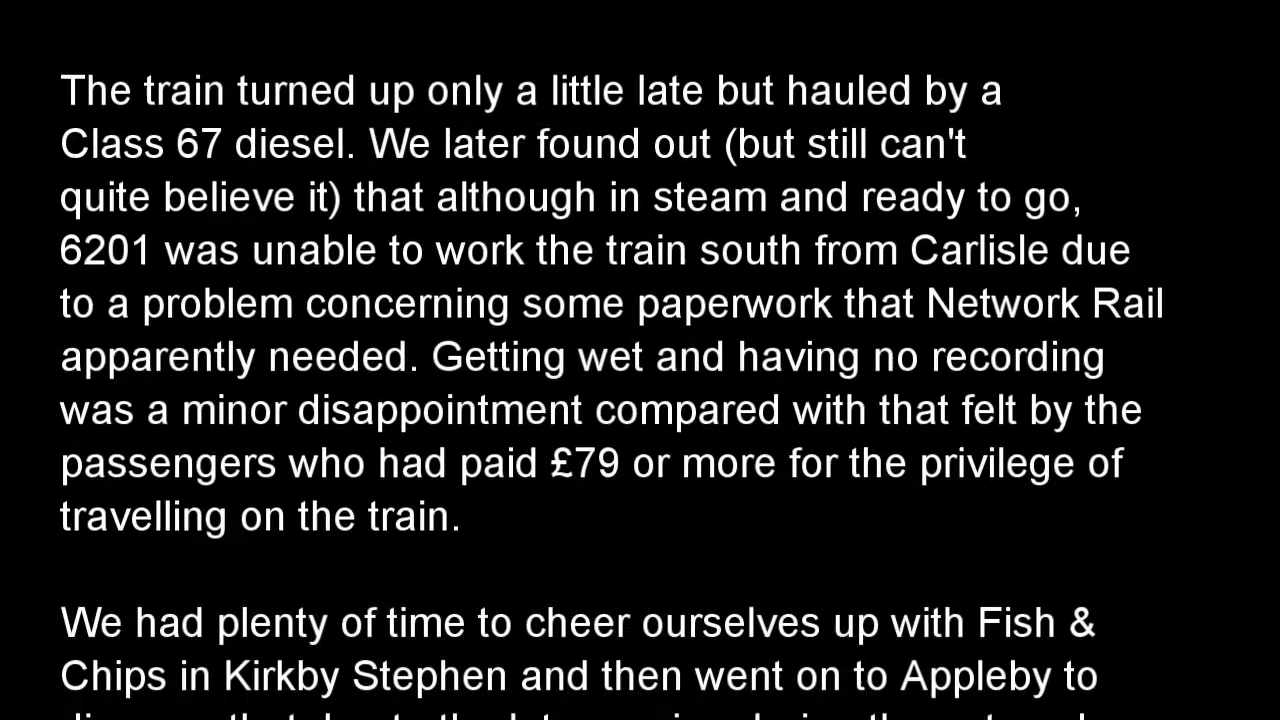 The train turned up only a little late but hauled by a
Class 67 diesel. We later found out (but still can't
quite believe it) that although in steam and ready to go,
6201 was unable to work the train south from Carlisle due
to a problem concerning some paperwork that Network Rail
apparently needed. Getting wet and having no recording
was a minor disappointment compared with that felt by the
passengers who had paid £79 or more for the privilege of
travelling on the train.
We had plenty of time to cheer ourselves up with Fish &
Chips in Kirkby Stephen and then went on to Appleby to